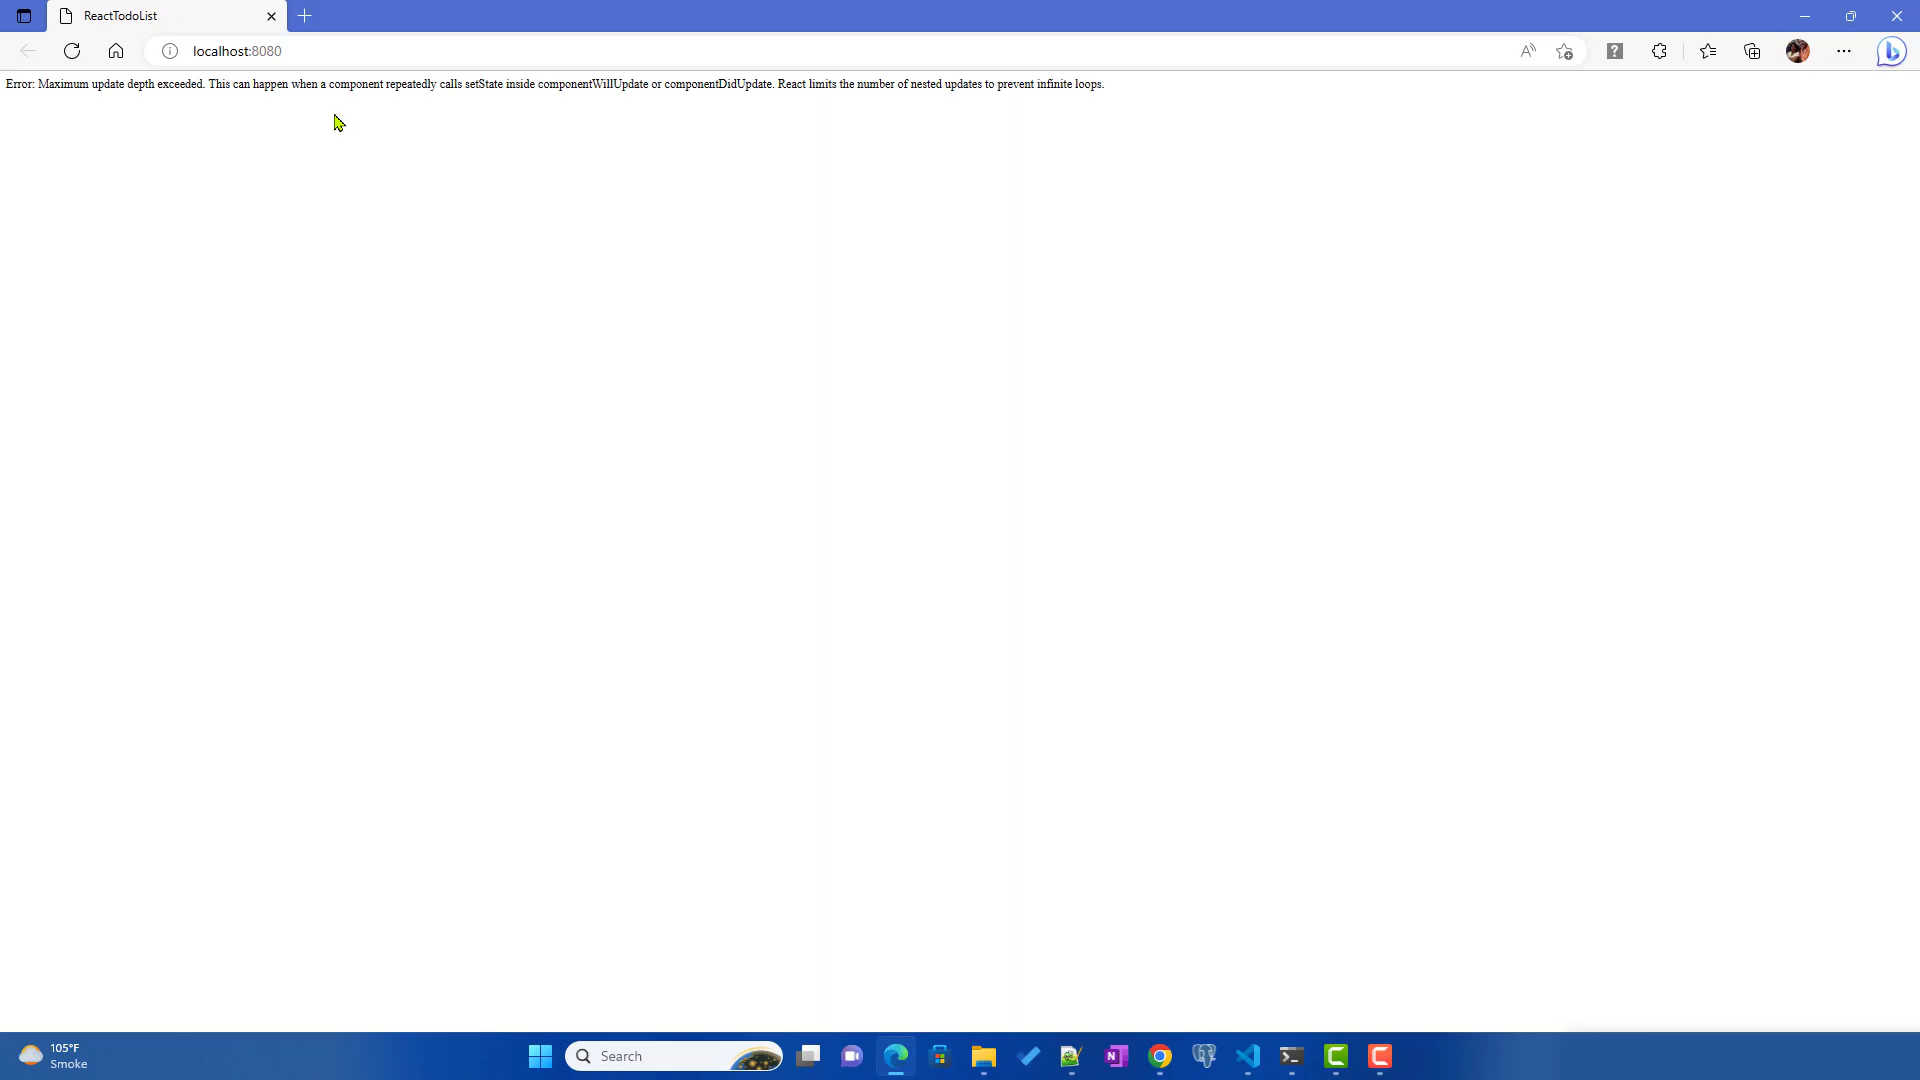 ReactTodoList
localhost:8080
Error: Maximum update depth exceeded. This can happen when a component repeatedly calls setState inside componentWillUpdate or componentDidUpdate. React limits the number of nested updates to prevent infinite loops.
105°F
Smoke
Search